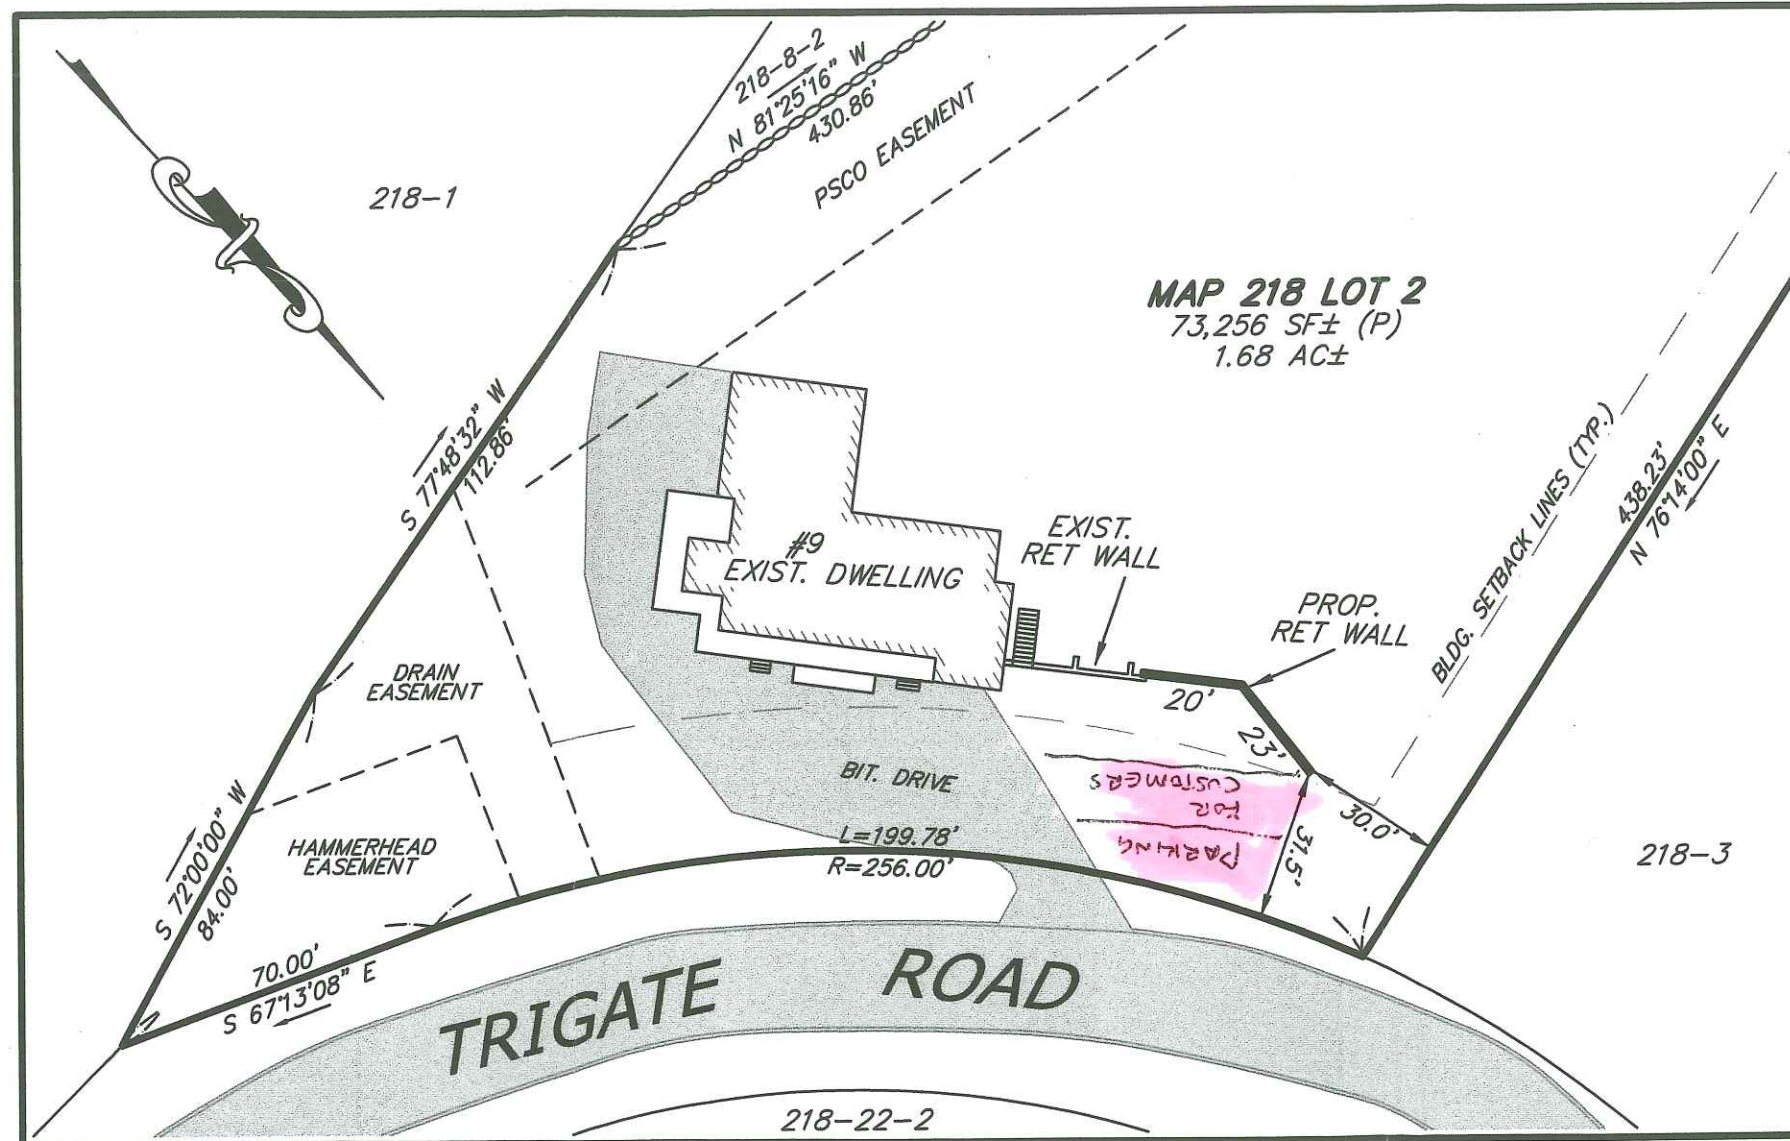 218-8-2
N 81°25'16" W
430.86'
PSCO EASEMENT
218-1
MAP 218 LOT 2
73,256 SF± (P)
1.68 AC±
S 77°48'32" W
112.86'
BLDG. SETBACK LINES (TYP.)
438.23'
N 76°14'00" E
#9
EXIST. DWELLING
EXIST.
RET WALL
PROP.
RET WALL
DRAIN
EASEMENT
20'
23'
BIT. DRIVE
PARKING
FOR
CUSTOMERS
30.0'
31.5'
L=199.78'
R=256.00'
HAMMERHEAD
EASEMENT
218-3
S 72°00'00" W
84.00'
70.00'
S 67°13'08" E
TRIGATE ROAD
218-22-2